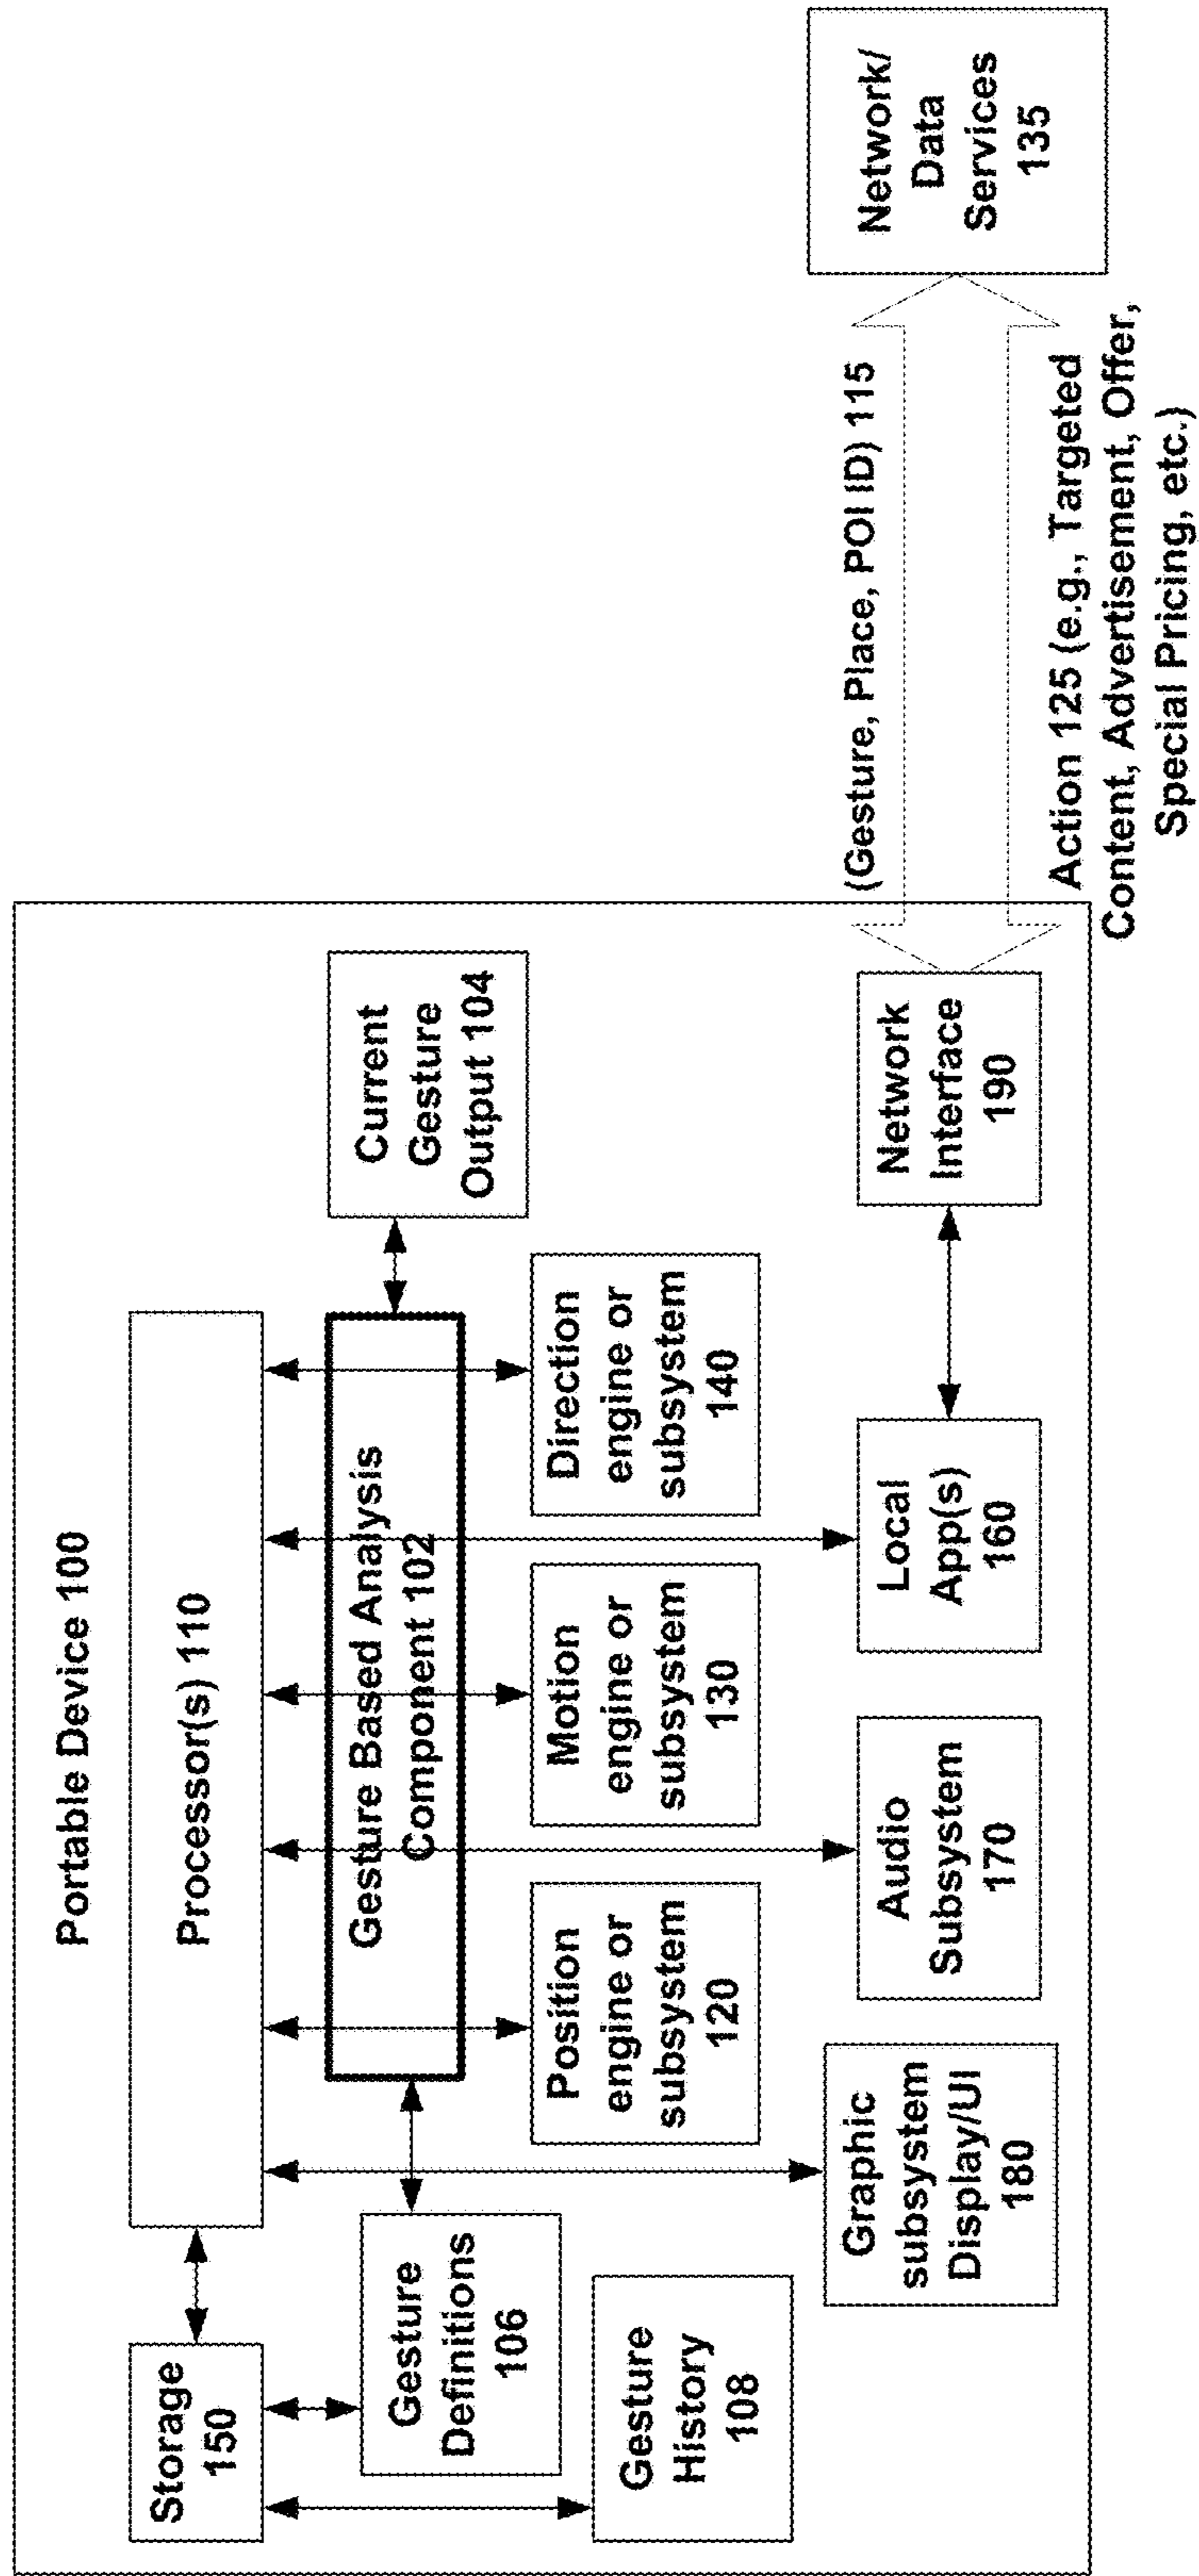 Portable Device 100
Storage
150
Processor(s) 110
Gesture
Definitions
106
Gesture Based Analysis
Component 102
Current
Gesture
Output 104
Gesture
History
108
Position
engine or
subsystem
120
Motion
engine or
subsystem
130
Direction
engine or
subsystem
140
Graphic
subsystem
Display/UI
180
Audio
Subsystem
170
Local
App(s)
160
Network
Interface
190
(Gesture, Place, POI ID) 115
Action 125 (e.g., Targeted
Content, Advertisement, Offer,
Special Pricing, etc.)
Network/
Data
Services
135